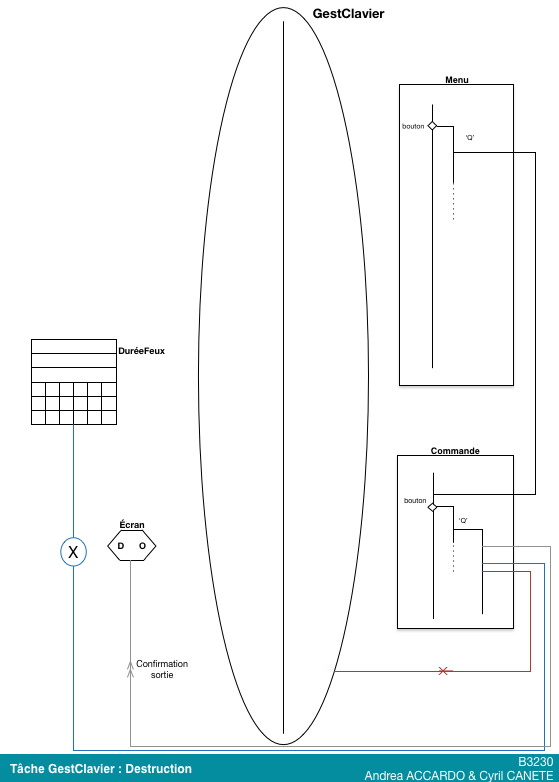 GestClavier
Menu
bouton
'Q'
DuréeFeux
Commande
bouton
'Q'
Écran
D O
X
Confirmation
sortie
Tâche GestClavier : Destruction
B3230
Andrea ACCARDO & Cyril CANETE